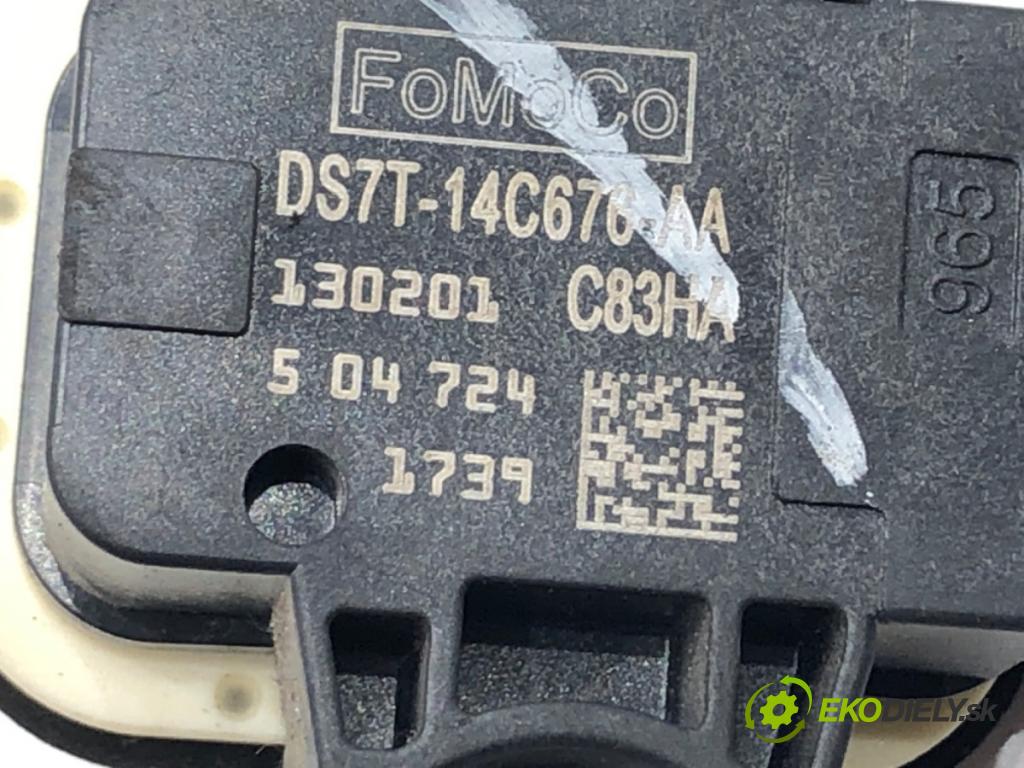 FoMoCo
DS7T-14C676-AA
130201 C83HA
5 04 724
1739
965
EKODIELY.sk